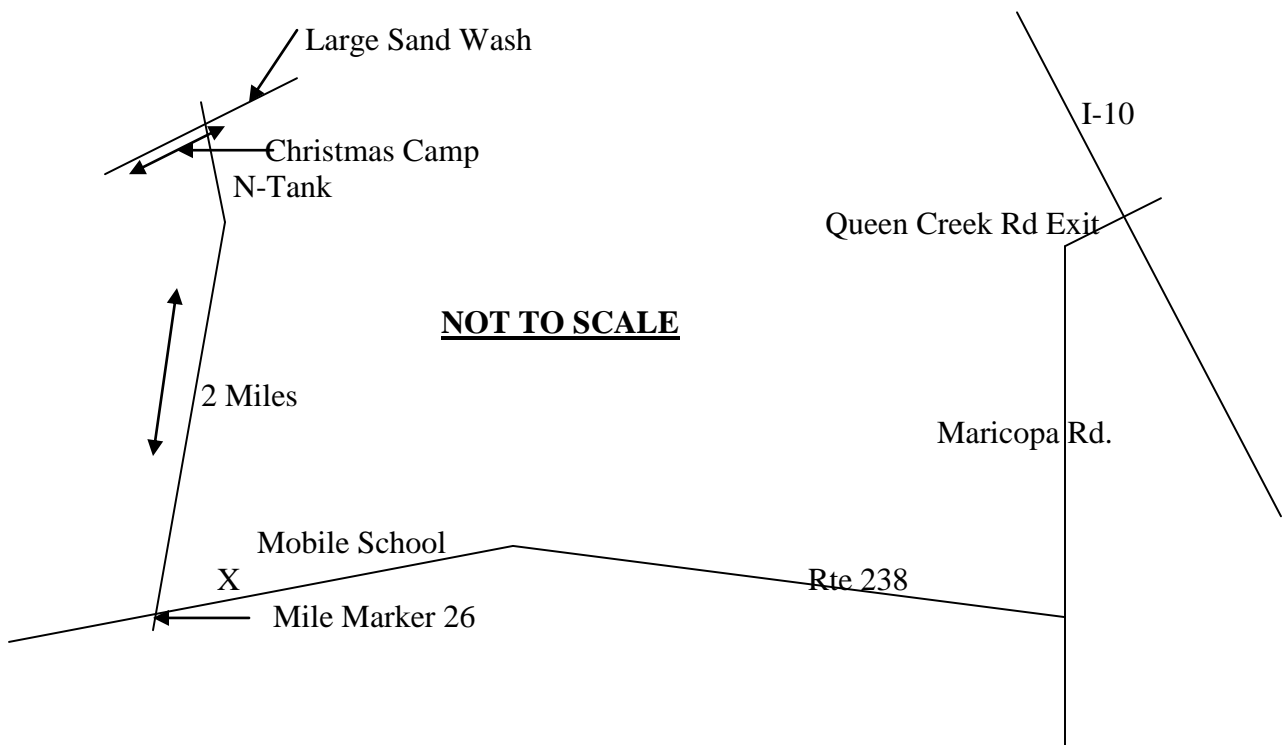 Large Sand Wash
I-10
Christmas Camp
N-Tank
Queen Creek Rd Exit
NOT TO SCALE
2 Miles
Maricopa Rd.
Mobile School
X
Rte 238
Mile Marker 26